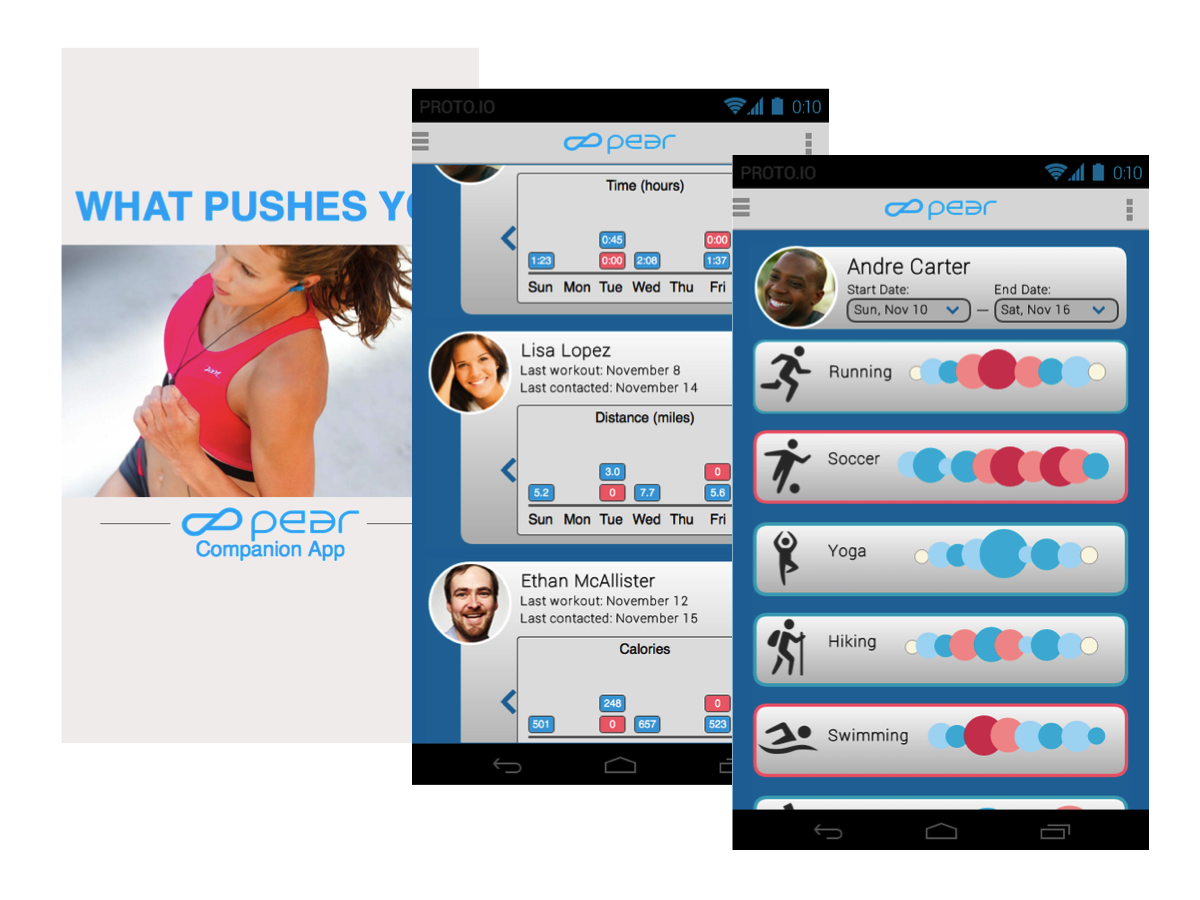 WHAT PUSHES
pear
Companion App
PROTO.IO
0:10
pear
Time (hours)
0:45 0:00
1:23 0:00 2:08 1:37
Sun Mon Tue Wed Thu Fri
Lisa Lopez
Last workout: November 8
Last contacted: November 14
Distance (miles)
3.0 0
5.2 0 7.7 5.6
Sun Mon Tue Wed Thu Fri
Ethan McAllister
Last workout: November 12
Last contacted: November 15
Calories
248 0
501 0 657 523
PROTO.IO
0:10
pear
Andre Carter
Start Date: End Date:
Sun, Nov 10 — Sat, Nov 16
Running
Soccer
Yoga
Hiking
Swimming